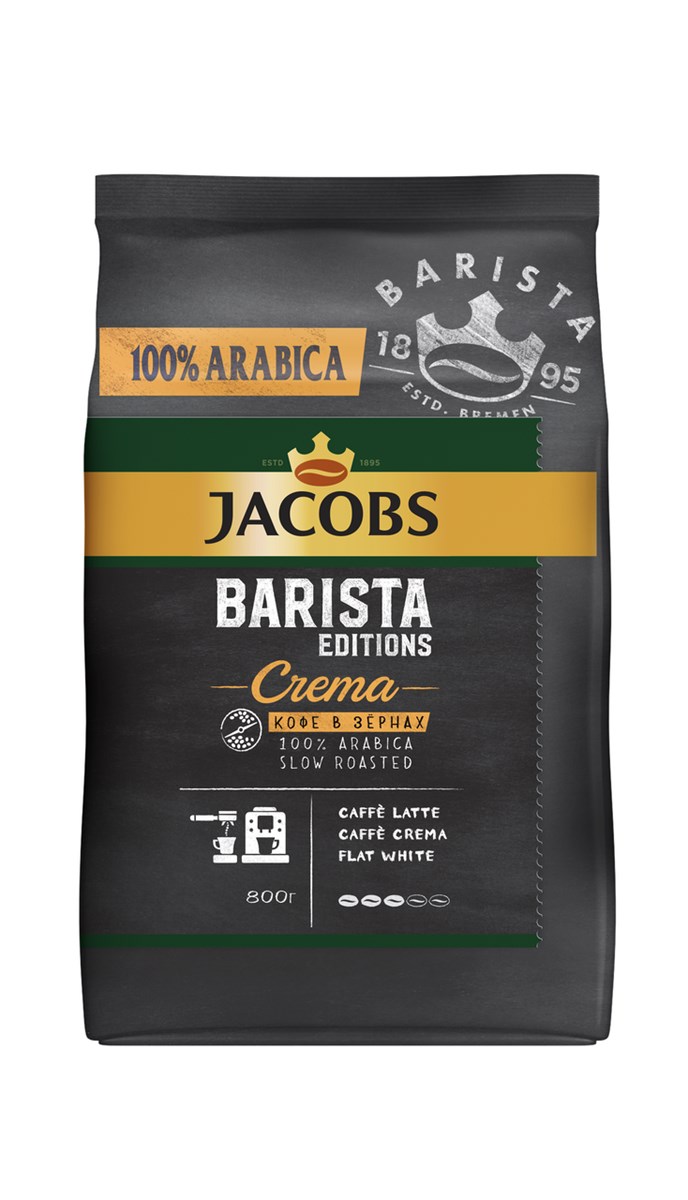 BARISTA
18 95
ESTD. BREMEN
100% ARABICA
ESTD 1895
JACOBS
BARISTA
EDITIONS
Crema
КОФЕ В ЗЁРНАХ
100% ARABICA
SLOW ROASTED
CAFFÈ LATTE
CAFFÈ CREMA
FLAT WHITE
800г